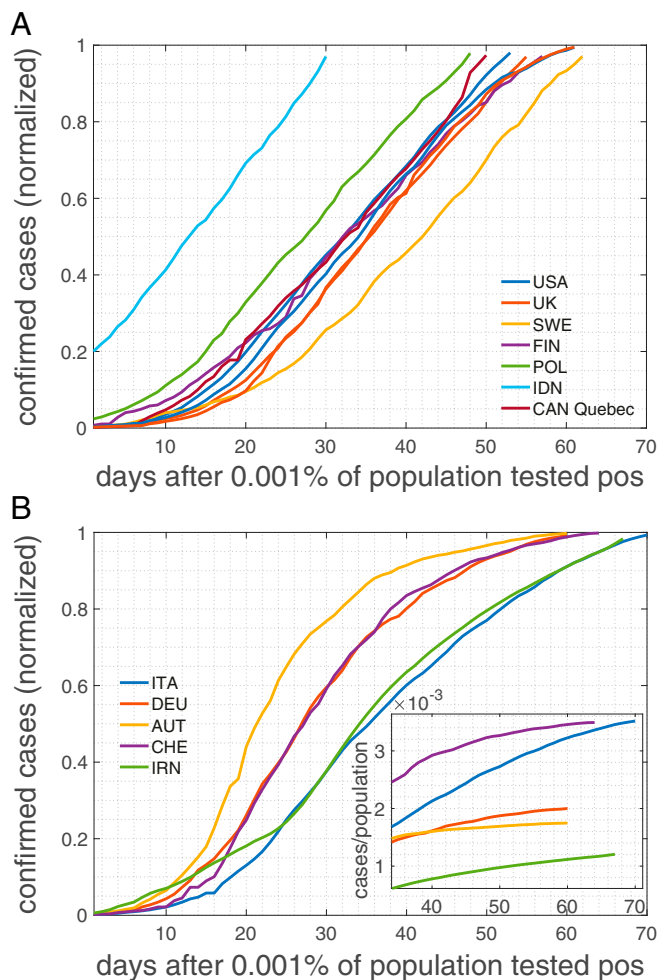 A
1
0.8
0.6
0.4
0.2
0
confirmed cases (normalized)
USA
UK
SWE
FIN
POL
IDN
CAN Quebec
10 20 30 40 50 60 70
days after 0.001% of population tested pos
B
1
0.8
0.6
0.4
0.2
0
confirmed cases (normalized)
ITA
DEU
AUT
CHE
IRN
×10⁻³
3
2
1
cases/population
40 50 60 70
10 20 30 40 50 60 70
days after 0.001% of population tested pos